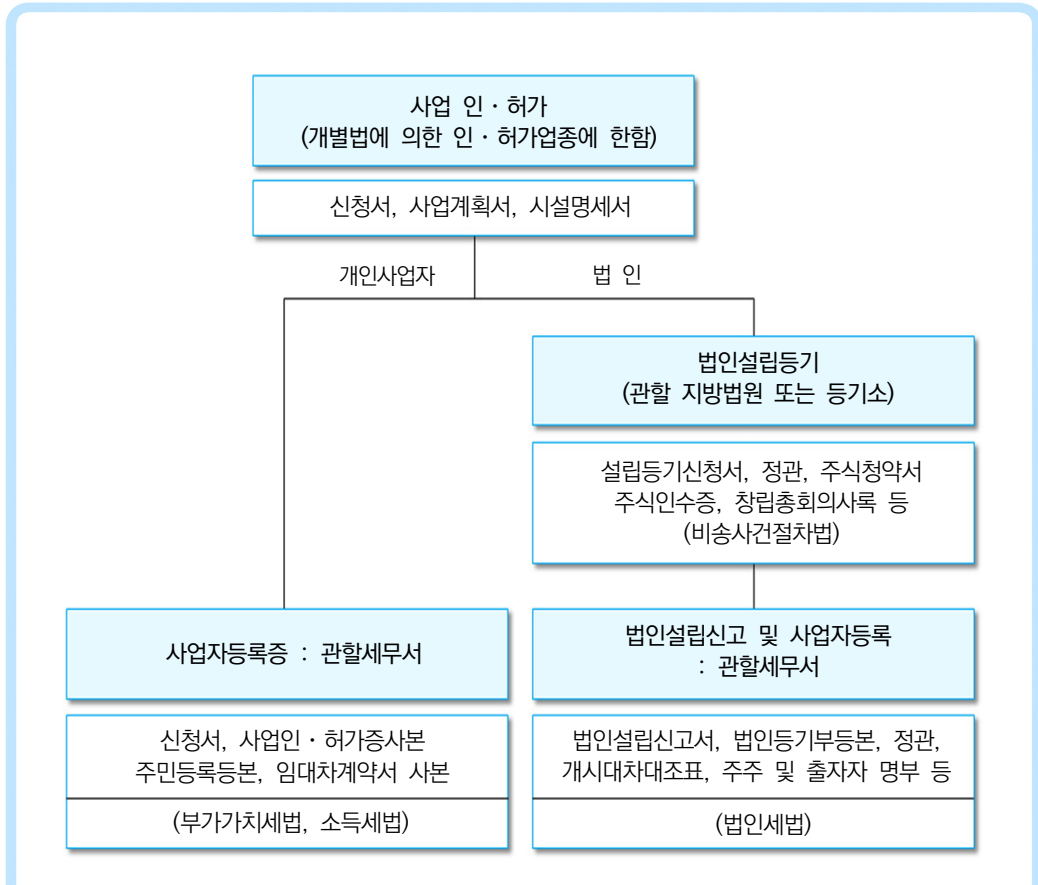 사업 인·허가
(개별법에 의한 인·허가업종에 한함)
신청서, 사업계획서, 시설명세서
개인사업자
법 인
법인설립등기
(관할 지방법원 또는 등기소)
설립등기신청서, 정관, 주식청약서
주식인수증, 창립총회의사록 등
(비송사건절차법)
사업자등록증 : 관할세무서
신청서, 사업인·허가증사본
주민등록등본, 임대차계약서 사본
(부가가치세법, 소득세법)
법인설립신고 및 사업자등록
: 관할세무서
법인설립신고서, 법인등기부등본, 정관,
개시대차대조표, 주주 및 출자자 명부 등
(법인세법)